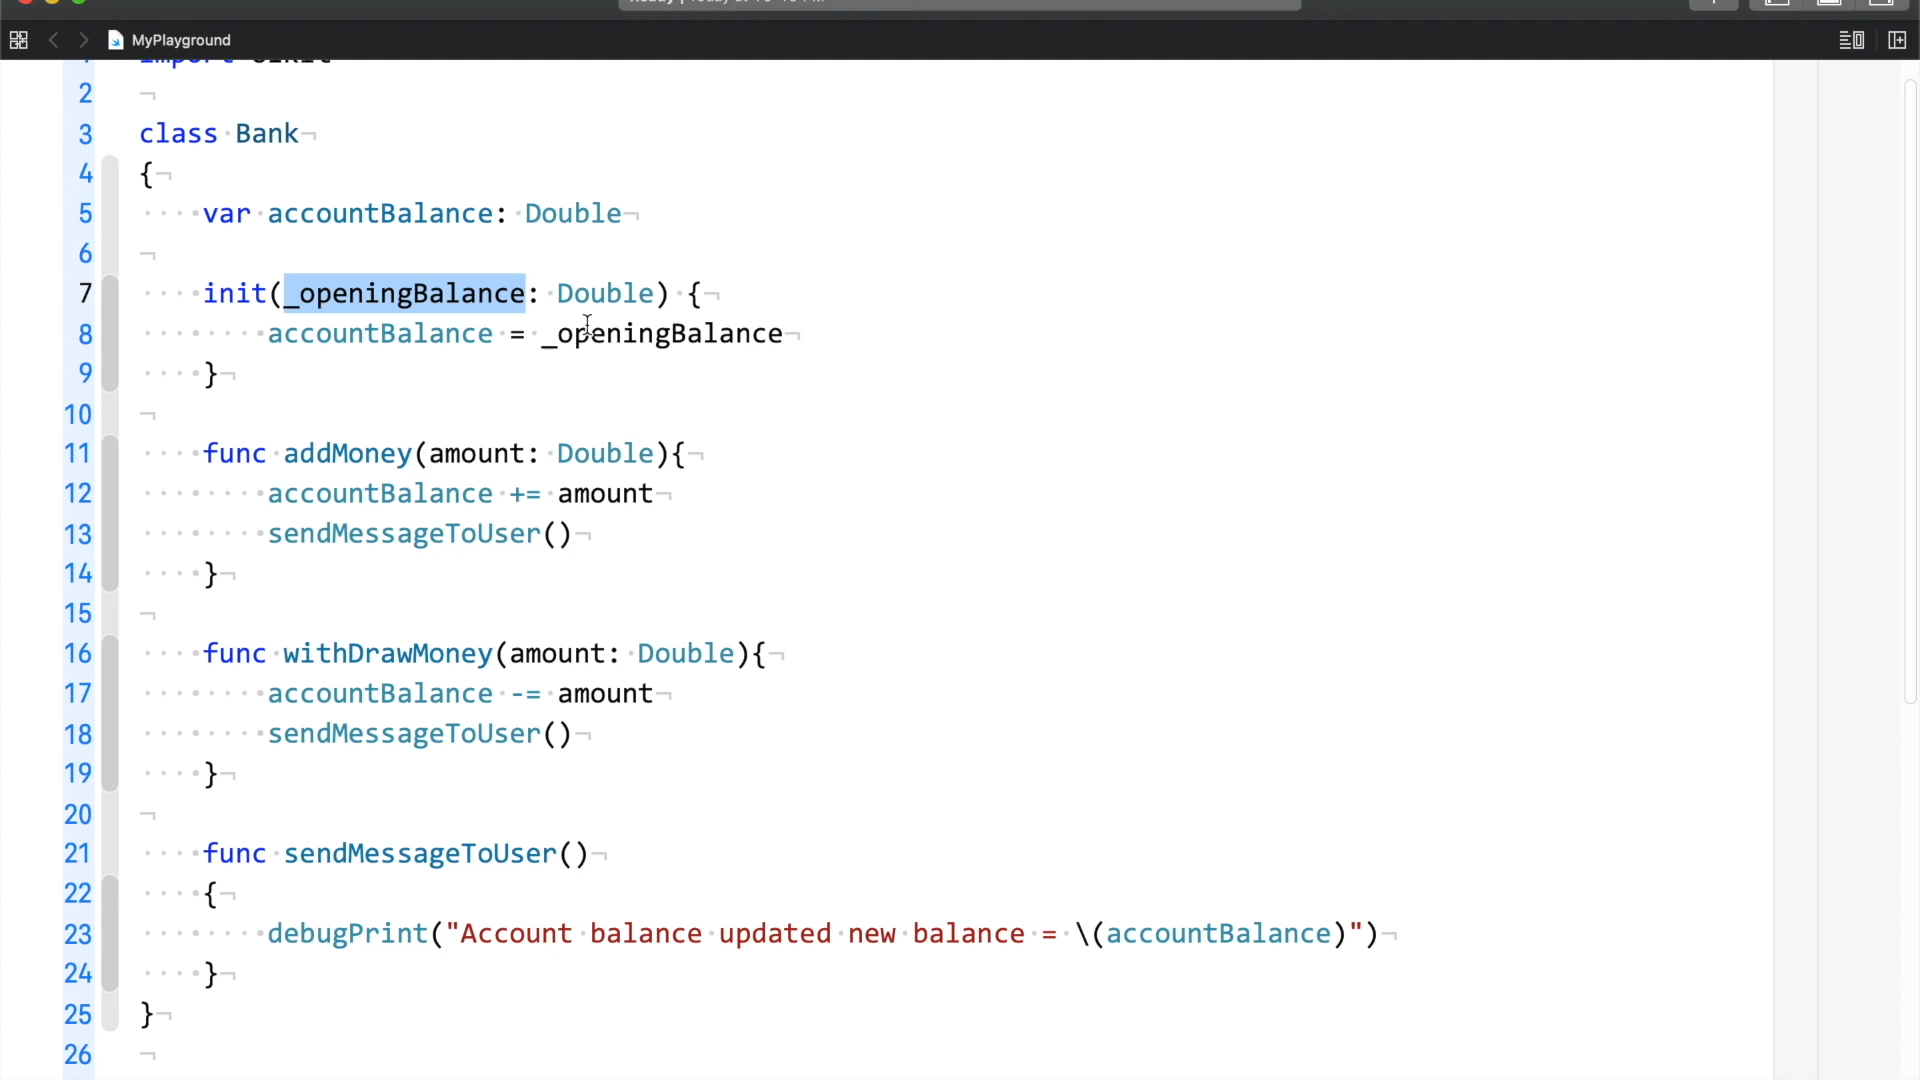 MyPlayground
import UIKit
2
3 class Bank
4 {
5 var accountBalance: Double
6
7 init(_openingBalance: Double) {
8 accountBalance = _openingBalance
9 }
10
11 func addMoney(amount: Double){
12 accountBalance += amount
13 sendMessageToUser()
14 }
15
16 func withDrawMoney(amount: Double){
17 accountBalance -= amount
18 sendMessageToUser()
19 }
20
21 func sendMessageToUser()
22 {
23 debugPrint("Account balance updated new balance = \(accountBalance)")
24 }
25 }
26